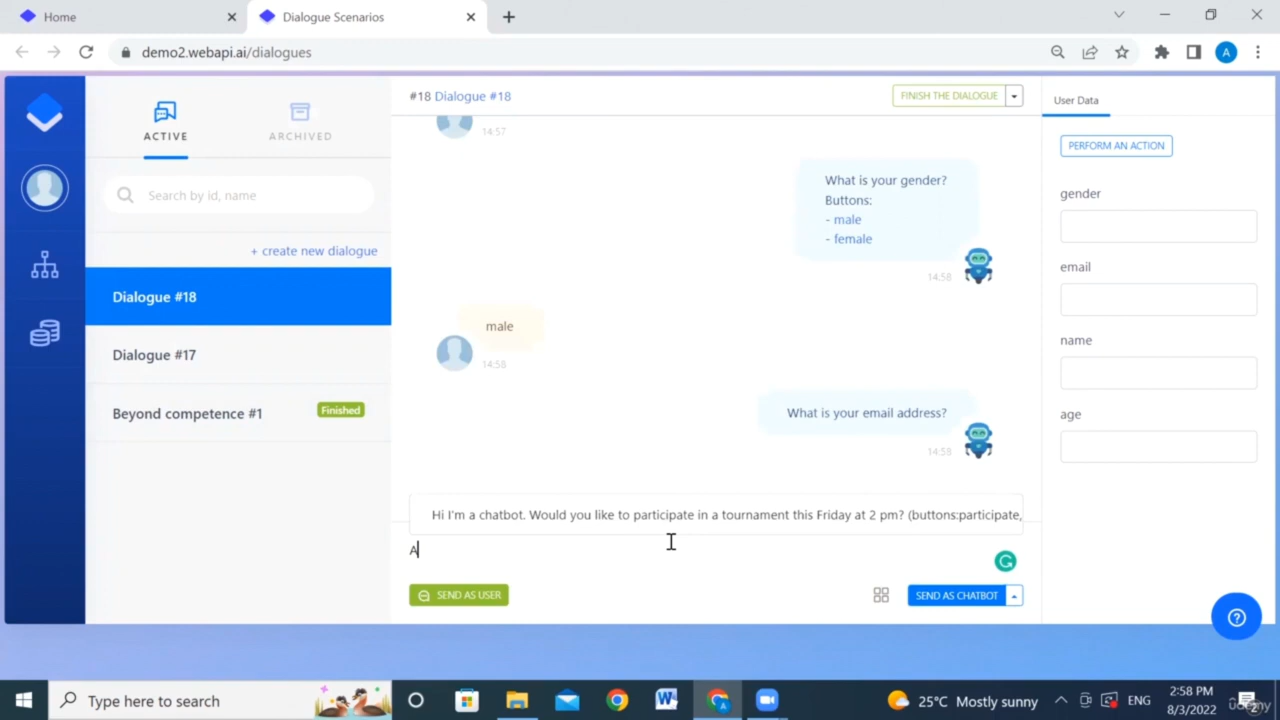 Home
Dialogue Scenarios
demo2.webapi.ai/dialogues
A
ACTIVE
ARCHIVED
Search by id, name
+ create new dialogue
Dialogue #18
Dialogue #17
Beyond competence #1
Finished
#18 Dialogue #18
FINISH THE DIALOGUE
14:57
What is your gender?
Buttons:
- male
- female
14:58
male
14:58
What is your email address?
14:58
Hi I'm a chatbot. Would you like to participate in a tournament this Friday at 2 pm? (buttons:participate,
A
SEND AS USER
SEND AS CHATBOT
User Data
PERFORM AN ACTION
gender
email
name
age
Type here to search
25°C Mostly sunny
ENG
2:58 PM
8/3/2022
2
udemy